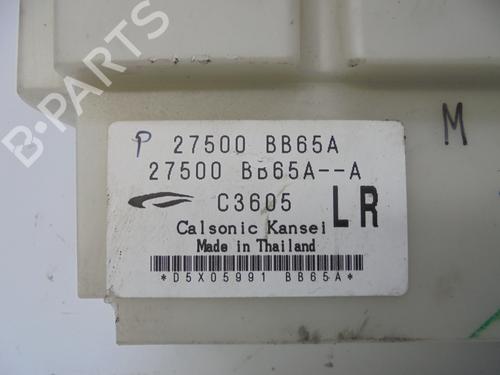 B-PARTS
P 27500 BB65A
27500 BB65A--A
C3605 LR
Calsonic Kansei
Made in Thailand
*D5X05991 BB65A*
M